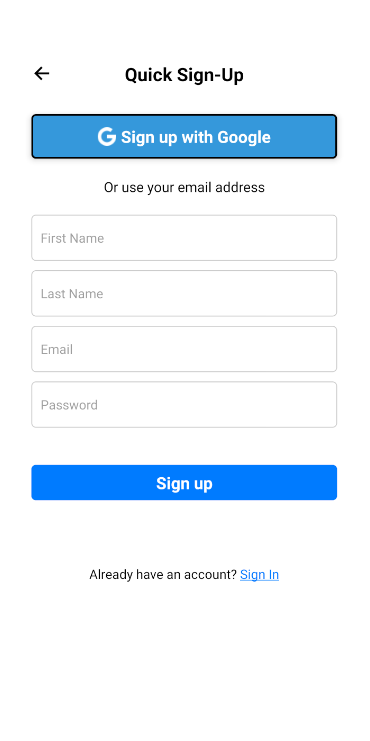 Quick Sign-Up
Sign up with Google
Or use your email address
First Name
Last Name
Email
Password
Sign up
Already have an account? Sign In